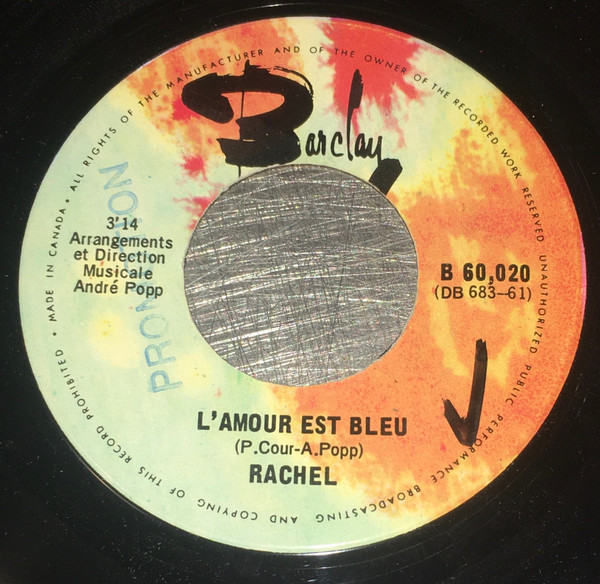 • MADE IN CANADA • ALL RIGHTS OF THE MANUFACTURER AND OF THE OWNER OF THE RECORDED WORK RESERVED UNAUTHORIZED PUBLIC PERFORMANCE BROADCASTING AND COPYING OF THIS RECORD PROHIBITED
Barclay
PROMOTION
3'14
Arrangements
et Direction
Musicale
André Popp
B 60,020
(DB 683-61)
L'AMOUR EST BLEU
(P.Cour-A.Popp)
RACHEL